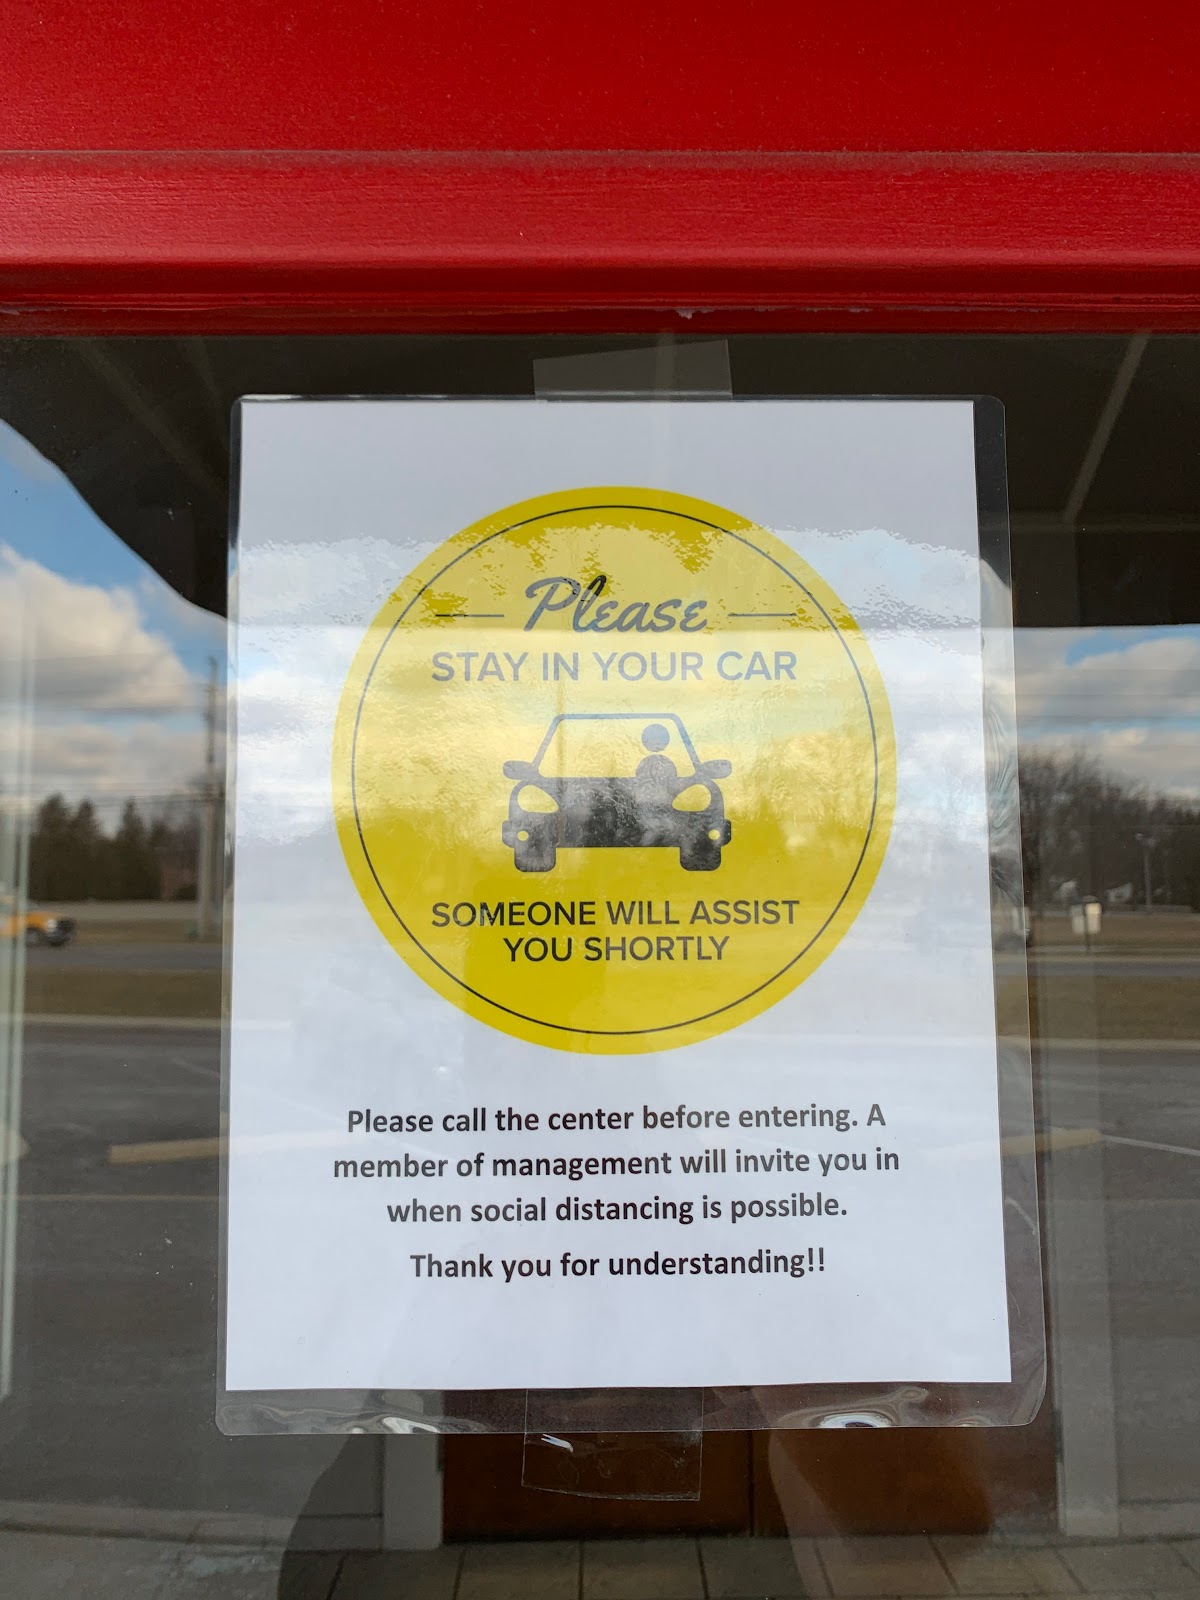 Please
STAY IN YOUR CAR
SOMEONE WILL ASSIST
YOU SHORTLY
Please call the center before entering. A
member of management will invite you in
when social distancing is possible.
Thank you for understanding!!